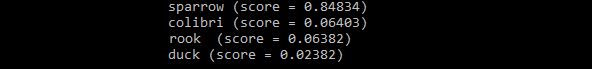 sparrow (score = 0.84834)
colibri (score = 0.06403)
rook  (score = 0.06382)
duck (score = 0.02382)